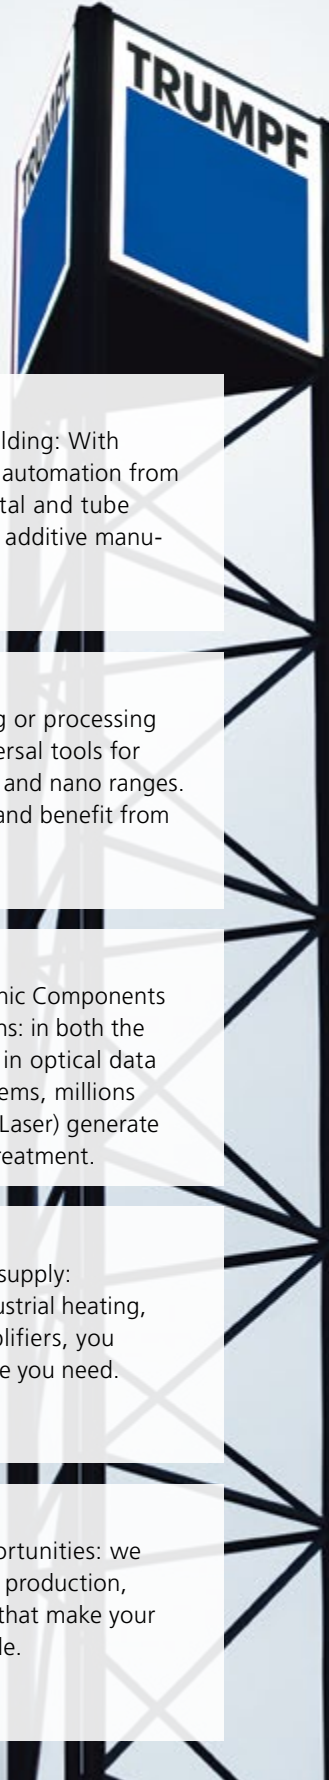 TRUMPF
TRUMPF
lding: With
automation from
tal and tube
additive manu-
g or processing
ersal tools for
and nano ranges.
and benefit from
nic Components
ns: in both the
in optical data
ems, millions
Laser) generate
reatment.
supply:
ustrial heating,
plifiers, you
e you need.
ortunities: we
production,
that make your
le.